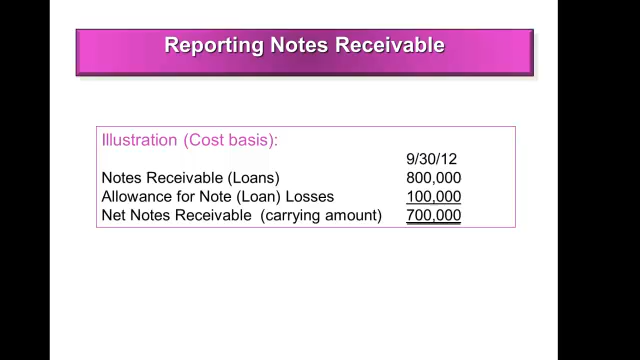 Reporting Notes Receivable
Illustration (Cost basis):
9/30/12
Notes Receivable (Loans) 800,000
Allowance for Note (Loan) Losses 100,000
Net Notes Receivable (carrying amount) 700,000